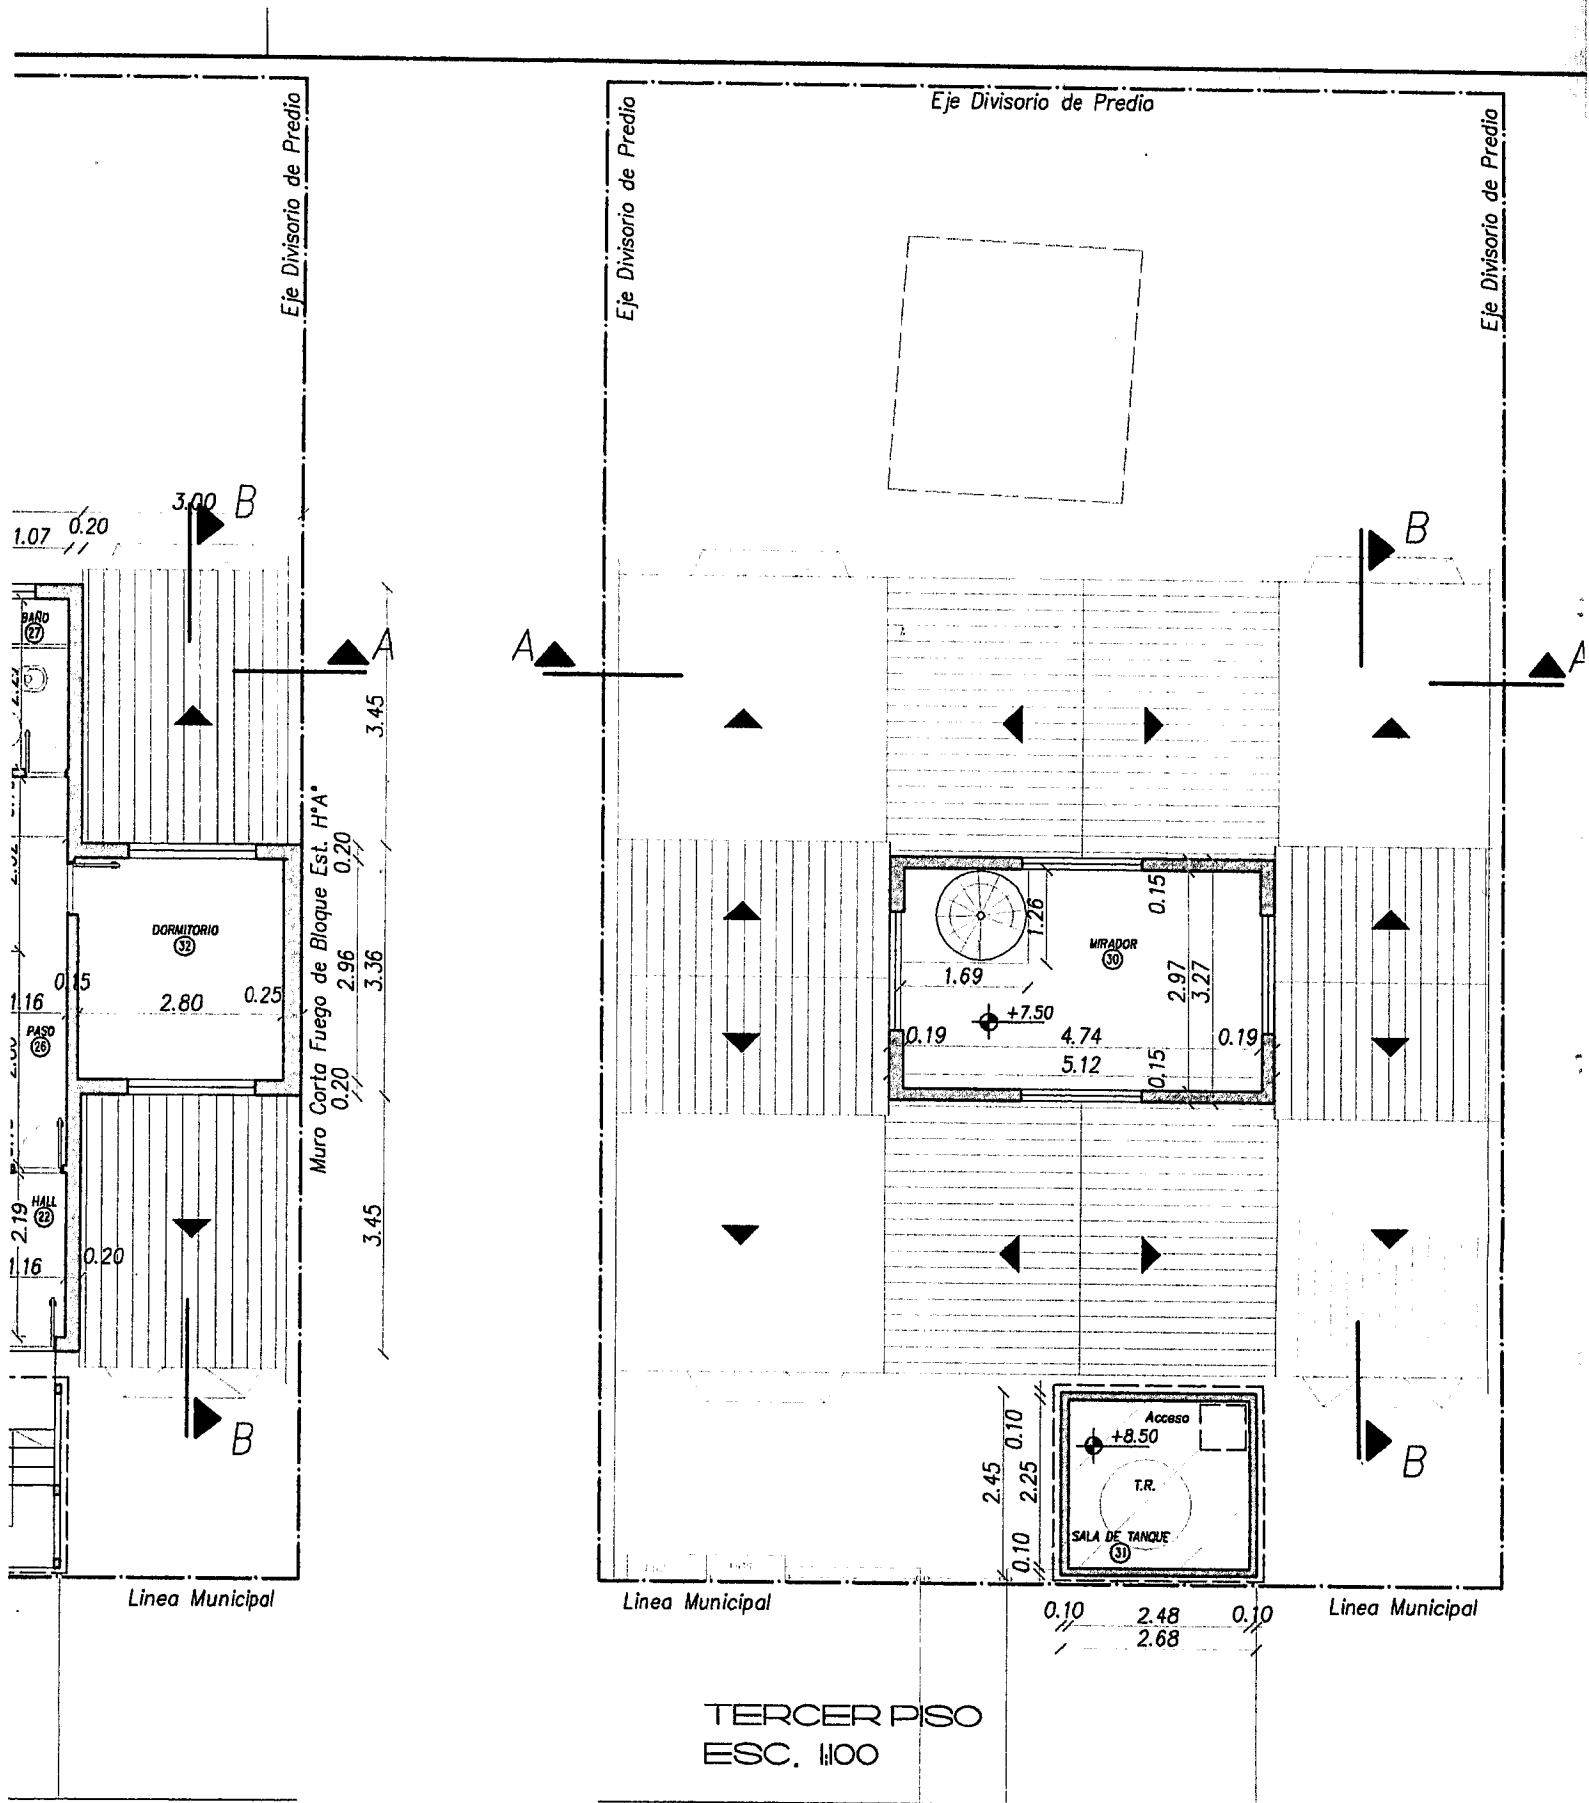 Eje Divisorio de Predio
Eje Divisorio de Predio
Eje Divisorio de Predio
Eje Divisorio de Predio
3.00
B
1.07
0.20
BAÑO
27
A
3.45
Muro Corta Fuego de Bloque Est. HºAº
0.20
2.96
3.36
0.20
DORMITORIO
32
0.15
2.80
0.25
1.16
PASO
26
HALL
22
2.19
1.16
0.20
3.45
B
Linea Municipal
B
A
A
0.15
1.26
MIRADOR
30
1.69
2.97
3.27
+7.50
0.19
4.74
0.19
5.12
0.15
Acceso
+8.50
T.R.
SALA DE TANQUE
31
2.45
0.10
2.25
0.10
B
Linea Municipal
0.10
2.48
0.10
2.68
Linea Municipal
TERCER PISO
ESC. 1:100